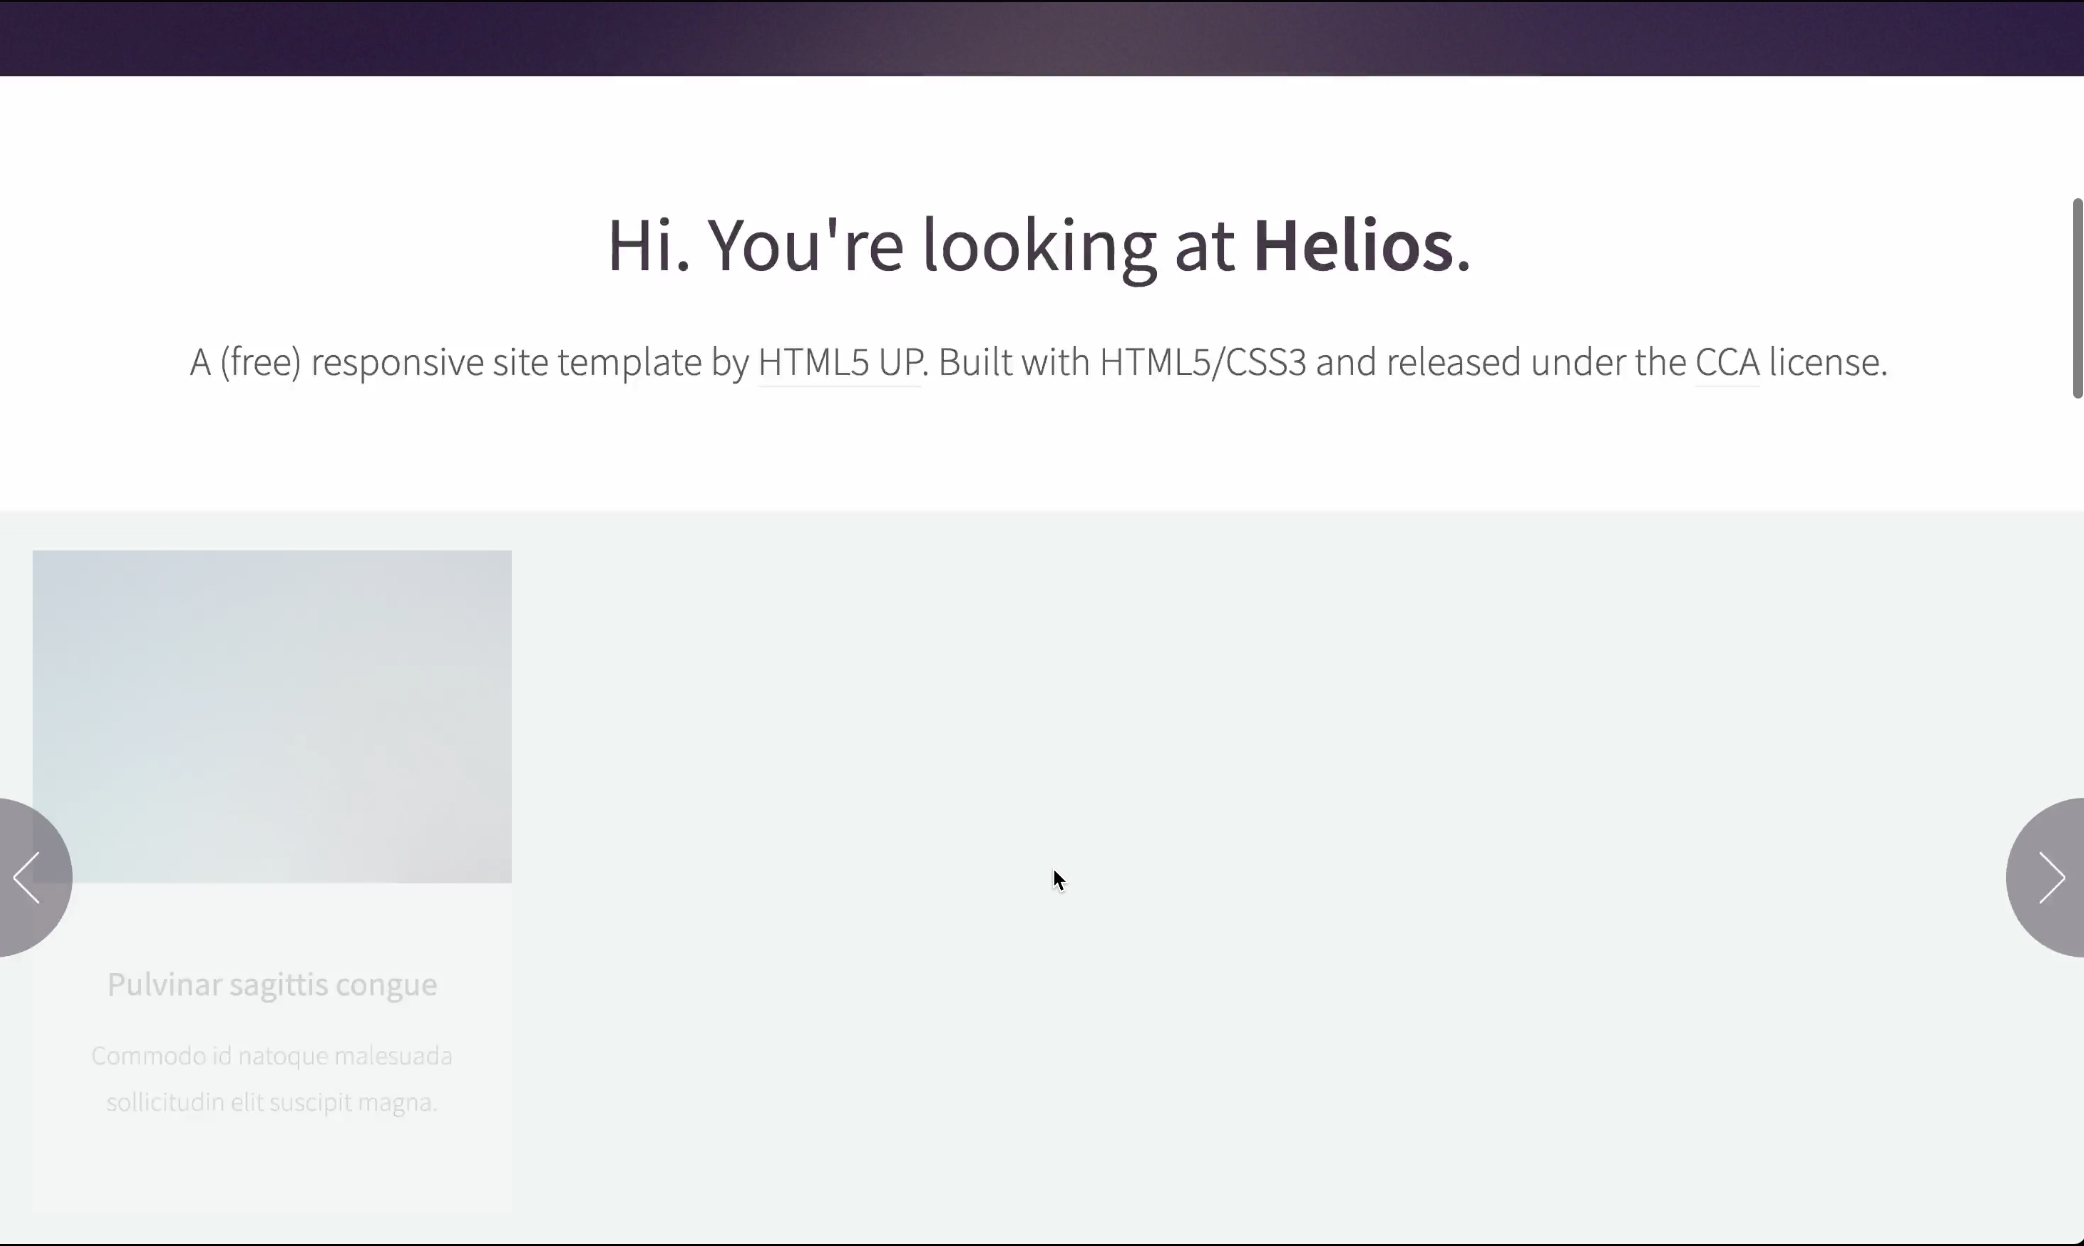 Hi. You're looking at Helios.
A (free) responsive site template by HTML5 UP. Built with HTML5/CSS3 and released under the CCA license.
Pulvinar sagittis congue
Commodo id natoque malesuada
sollicitudin elit suscipit magna.